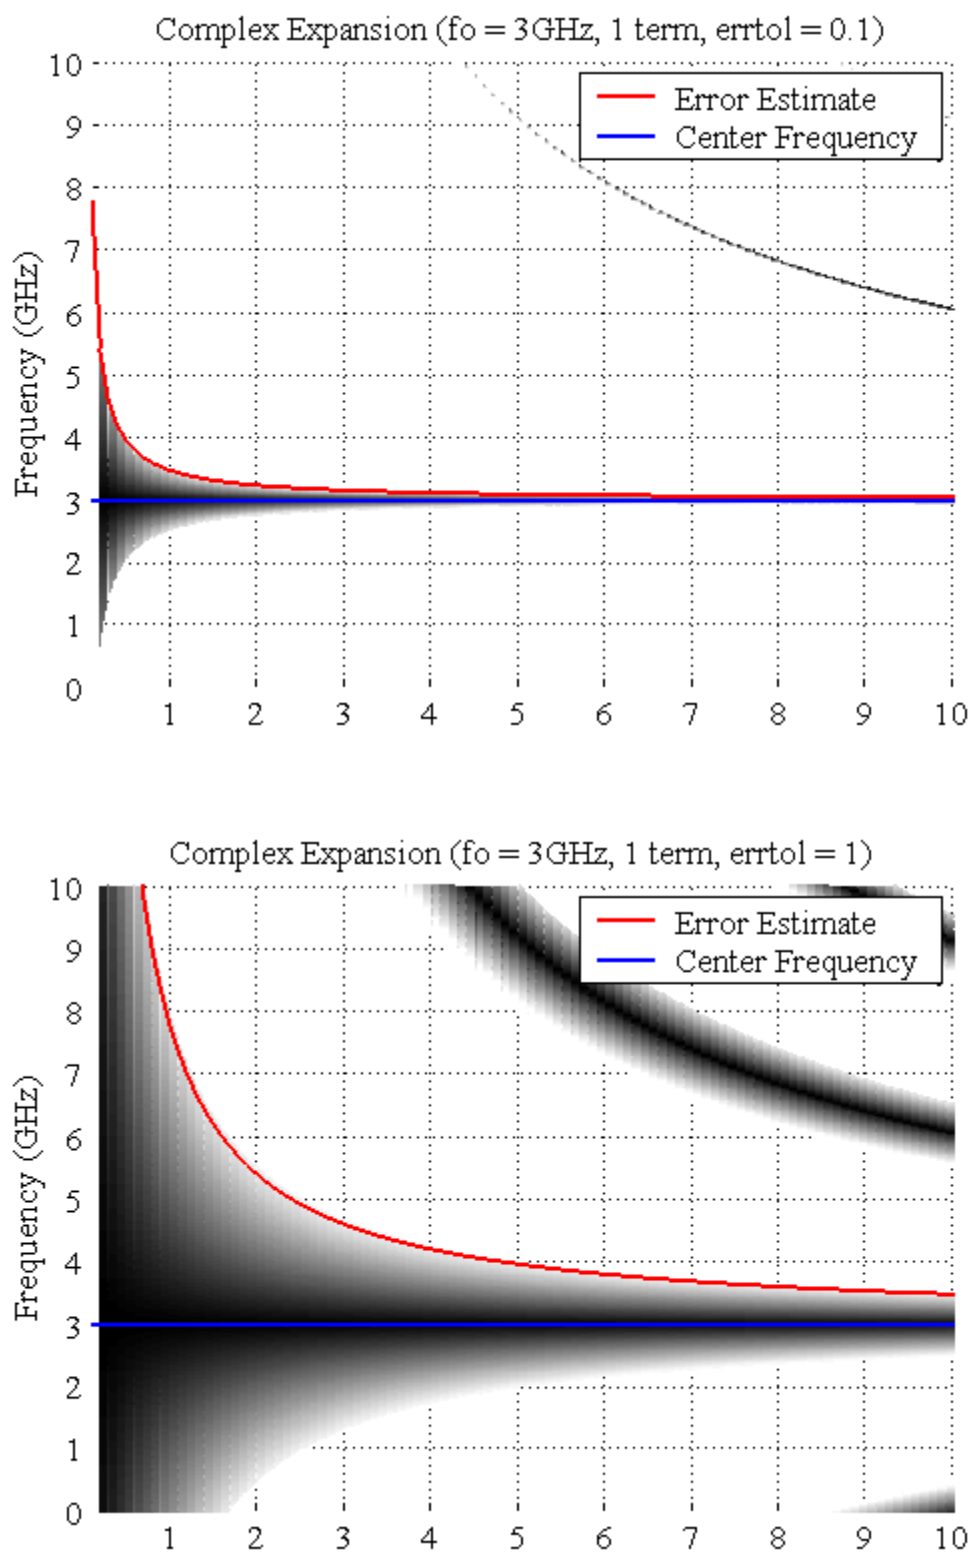 Complex Expansion (fo = 3GHz, 1 term, errtol = 0.1)
Error Estimate
Center Frequency
Frequency (GHz)
10
9
8
7
6
5
4
3
2
1
0
1 2 3 4 5 6 7 8 9 10
Complex Expansion (fo = 3GHz, 1 term, errtol = 1)
Error Estimate
Center Frequency
Frequency (GHz)
10
9
8
7
6
5
4
3
2
1
0
1 2 3 4 5 6 7 8 9 10